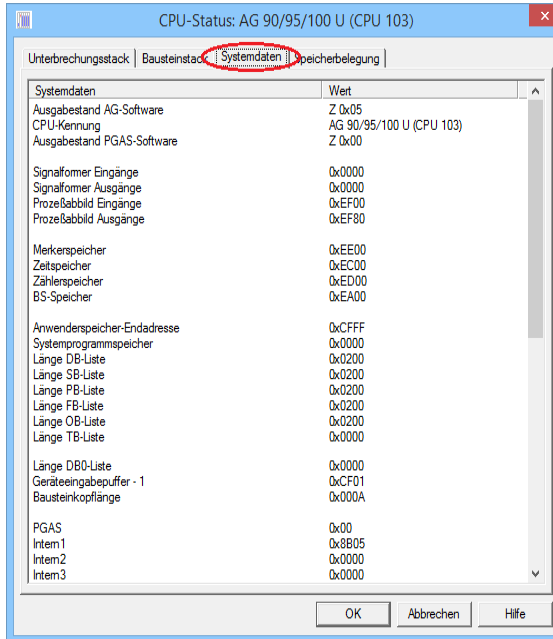 CPU-Status: AG 90/95/100 U (CPU 103)
Unterbrechungsstack Bausteinstack Systemdaten Speicherbelegung
Systemdaten Wert
Ausgabestand AG-Software Z 0x05
CPU-Kennung AG 90/95/100 U (CPU 103)
Ausgabestand PGAS-Software Z 0x00
Signalformer Eingänge 0x0000
Signalformer Ausgänge 0x0000
Prozeßabbild Eingänge 0xEF00
Prozeßabbild Ausgänge 0xEF80
Merkerspeicher 0xEE00
Zeitspeicher 0xEC00
Zählerspeicher 0xED00
BS-Speicher 0xEA00
Anwenderspeicher-Endadresse 0xCFFF
Systemprogrammspeicher 0x0000
Länge DB-Liste 0x0200
Länge SB-Liste 0x0200
Länge PB-Liste 0x0200
Länge FB-Liste 0x0200
Länge OB-Liste 0x0200
Länge TB-Liste 0x0000
Länge DB0-Liste 0x0000
Geräteeingabepuffer - 1 0xCF01
Bausteinkopflänge 0x000A
PGAS 0x00
Intern1 0x8B05
Intern2 0x0000
Intern3 0x0000
OK Abbrechen Hilfe